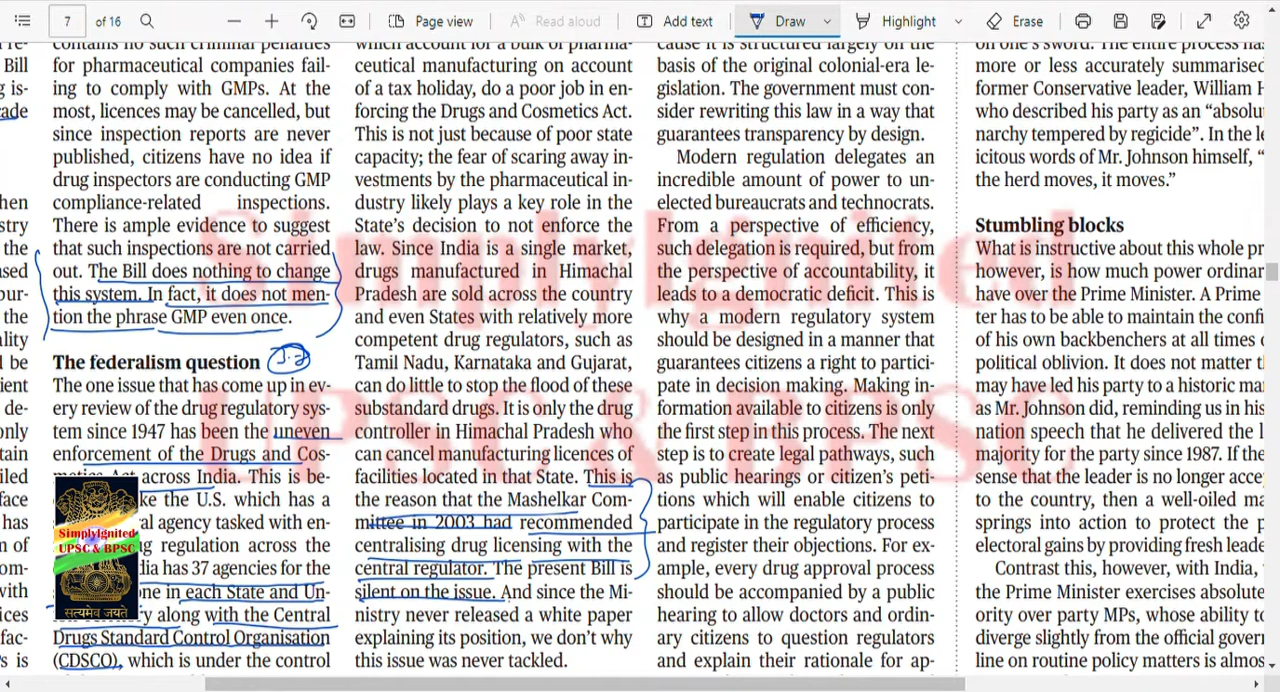 7 of 16
Page view
Read aloud
Add text
Draw
Highlight
Erase
contains no such criminal penalties
for pharmaceutical companies fail-
ing to comply with GMPs. At the
most, licences may be cancelled, but
since inspection reports are never
published, citizens have no idea if
drug inspectors are conducting GMP
compliance-related inspections.
There is ample evidence to suggest
that such inspections are not carried
out. The Bill does nothing to change
this system. In fact, it does not men-
tion the phrase GMP even once.
The federalism question
The one issue that has come up in ev-
ery review of the drug regulatory sys-
tem since 1947 has been the uneven
enforcement of the Drugs and Cos-
across India. This is be-
ke the U.S. which has a
al agency tasked with en-
g regulation across the
dia has 37 agencies for the
one in each State and Un-
y along with the Central
Drugs Standard Control Organisation
(CDSCO), which is under the control
which account for a bulk of pharma-
ceutical manufacturing on account
of a tax holiday, do a poor job in en-
forcing the Drugs and Cosmetics Act.
This is not just because of poor state
capacity; the fear of scaring away in-
vestments by the pharmaceutical in-
dustry likely plays a key role in the
State's decision to not enforce the
law. Since India is a single market,
drugs manufactured in Himachal
Pradesh are sold across the country
and even States with relatively more
competent drug regulators, such as
Tamil Nadu, Karnataka and Gujarat,
can do little to stop the flood of these
substandard drugs. It is only the drug
controller in Himachal Pradesh who
can cancel manufacturing licences of
facilities located in that State. This is
the reason that the Mashelkar Com-
mittee in 2003 had recommended
centralising drug licensing with the
central regulator. The present Bill is
silent on the issue. And since the Mi-
nistry never released a white paper
explaining its position, we don't why
this issue was never tackled.
cause it is structured largely on the
basis of the original colonial-era le-
gislation. The government must con-
sider rewriting this law in a way that
guarantees transparency by design.
Modern regulation delegates an
incredible amount of power to un-
elected bureaucrats and technocrats.
From a perspective of efficiency,
such delegation is required, but from
the perspective of accountability, it
leads to a democratic deficit. This is
why a modern regulatory system
should be designed in a manner that
guarantees citizens a right to partici-
pate in decision making. Making in-
formation available to citizens is only
the first step in this process. The next
step is to create legal pathways, such
as public hearings or citizen's peti-
tions which will enable citizens to
participate in the regulatory process
and register their objections. For ex-
ample, every drug approval process
should be accompanied by a public
hearing to allow doctors and ordin-
ary citizens to question regulators
and explain their rationale for ap-
on one's sword. The entire process has
more or less accurately summarised
former Conservative leader, William H
who described his party as an "absolu
narchy tempered by regicide". In the le
icitous words of Mr. Johnson himself, "
the herd moves, it moves."
Stumbling blocks
What is instructive about this whole pr
however, is how much power ordinar
have over the Prime Minister. A Prime
ter has to be able to maintain the confi
of his own backbenchers at all times o
political oblivion. It does not matter t
may have led his party to a historic ma
as Mr. Johnson did, reminding us in his
nation speech that he delivered the l
majority for the party since 1987. If the
sense that the leader is no longer acce
to the country, then a well-oiled ma
springs into action to protect the p
electoral gains by providing fresh leade
Contrast this, however, with India,
the Prime Minister exercises absolute
ority over party MPs, whose ability to
diverge slightly from the official gover
line on routine policy matters is almos
SimplyIgnited
UPSC & BPSC
SimplyIgnited
UPSC & BPSC
सत्यमेव जयते